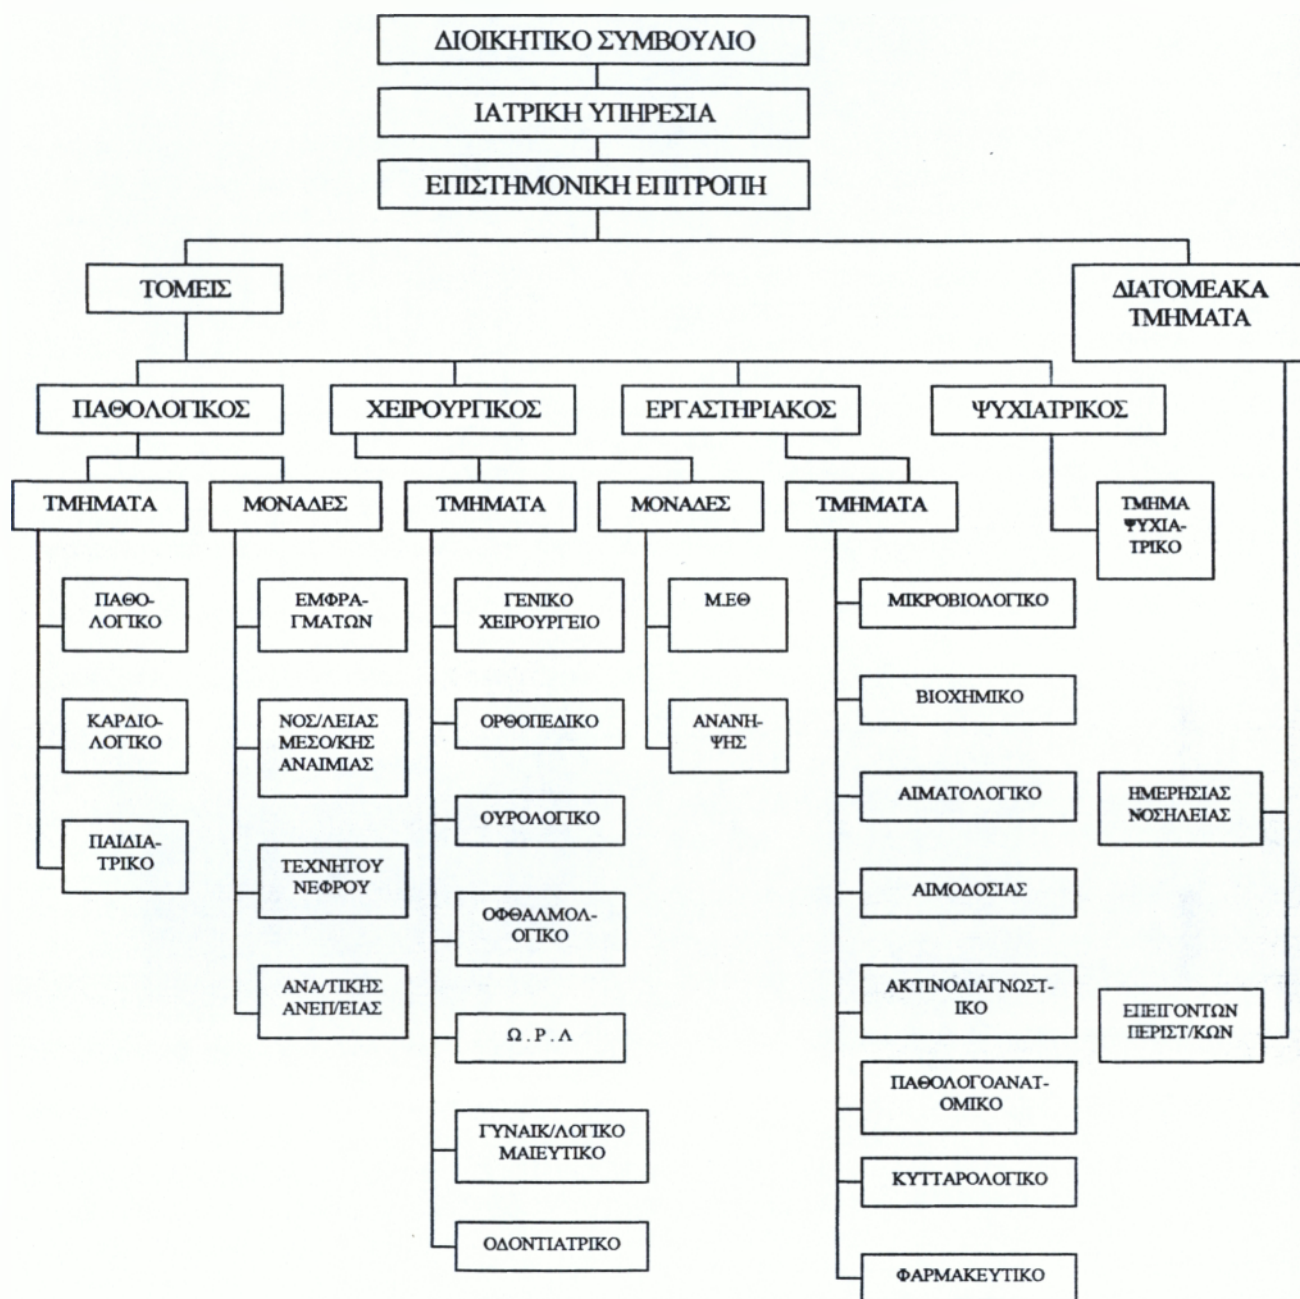 ΔΙΟΙΚΗΤΙΚΟ ΣΥΜΒΟΥΛΙΟ
ΙΑΤΡΙΚΗ ΥΠΗΡΕΣΙΑ
ΕΠΙΣΤΗΜΟΝΙΚΗ ΕΠΙΤΡΟΠΗ
ΤΟΜΕΙΣ
ΔΙΑΤΟΜΕΑΚΑ
ΤΜΗΜΑΤΑ
ΠΑΘΟΛΟΓΙΚΟΣ
ΧΕΙΡΟΥΡΓΙΚΟΣ
ΕΡΓΑΣΤΗΡΙΑΚΟΣ
ΨΥΧΙΑΤΡΙΚΟΣ
ΤΜΗΜΑΤΑ
ΜΟΝΑΔΕΣ
ΤΜΗΜΑΤΑ
ΜΟΝΑΔΕΣ
ΤΜΗΜΑΤΑ
ΤΜΗΜΑ
ΨΥΧΙΑ-
ΤΡΙΚΟ
ΠΑΘΟ-
ΛΟΓΙΚΟ
ΚΑΡΔΙΟ-
ΛΟΓΙΚΟ
ΠΑΙΔΙΑ-
ΤΡΙΚΟ
ΕΜΦΡΑ-
ΓΜΑΤΩΝ
ΝΟΣ/ΛΕΙΑΣ
ΜΕΣΟ/ΚΗΣ
ΑΝΑΙΜΙΑΣ
ΤΕΧΝΗΤΟΥ
ΝΕΦΡΟΥ
ΑΝΑ/ΤΙΚΗΣ
ΑΝΕΠ/ΕΙΑΣ
ΓΕΝΙΚΟ
ΧΕΙΡΟΥΡΓΕΙΟ
ΟΡΘΟΠΕΔΙΚΟ
ΟΥΡΟΛΟΓΙΚΟ
ΟΦΘΑΛΜΟΛ-
ΟΓΙΚΟ
Ω . Ρ . Λ
ΓΥΝΑΙΚ/ΛΟΓΙΚΟ
ΜΑΙΕΥΤΙΚΟ
ΟΔΟΝΤΙΑΤΡΙΚΟ
Μ.ΕΘ
ΑΝΑΝΗ-
ΨΗΣ
ΜΙΚΡΟΒΙΟΛΟΓΙΚΟ
ΒΙΟΧΗΜΙΚΟ
ΑΙΜΑΤΟΛΟΓΙΚΟ
ΑΙΜΟΔΟΣΙΑΣ
ΑΚΤΙΝΟΔΙΑΓΝΩΣΤ-
ΙΚΟ
ΠΑΘΟΛΟΓΟΑΝΑΤ-
ΟΜΙΚΟ
ΚΥΤΤΑΡΟΛΟΓΙΚΟ
ΦΑΡΜΑΚΕΥΤΙΚΟ
ΗΜΕΡΗΣΙΑΣ
ΝΟΣΗΛΕΙΑΣ
ΕΠΕΙΓΟΝΤΩΝ
ΠΕΡΙΣΤ/ΚΩΝ